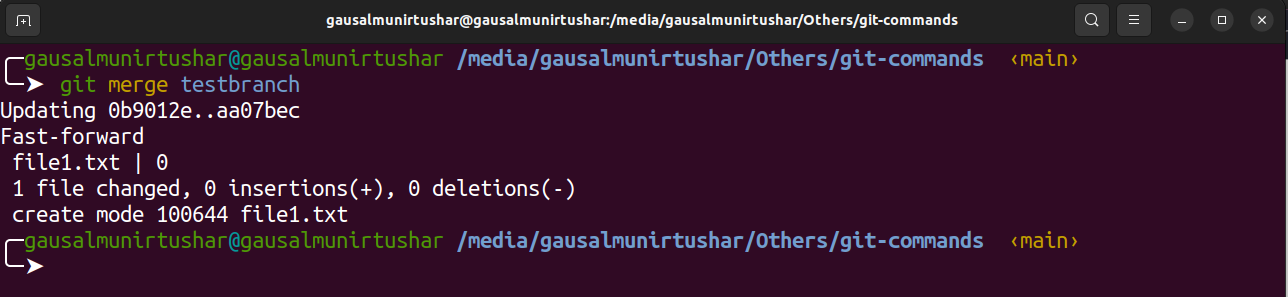 gausalmunirtushar@gausalmunirtushar:/media/gausalmunirtushar/Others/git-commands
gausalmunirtushar@gausalmunirtushar /media/gausalmunirtushar/Others/git-commands ‹main›
╰─➤ git merge testbranch
Updating 0b9012e..aa07bec
Fast-forward
 file1.txt | 0
 1 file changed, 0 insertions(+), 0 deletions(-)
 create mode 100644 file1.txt
gausalmunirtushar@gausalmunirtushar /media/gausalmunirtushar/Others/git-commands ‹main›
╰─➤